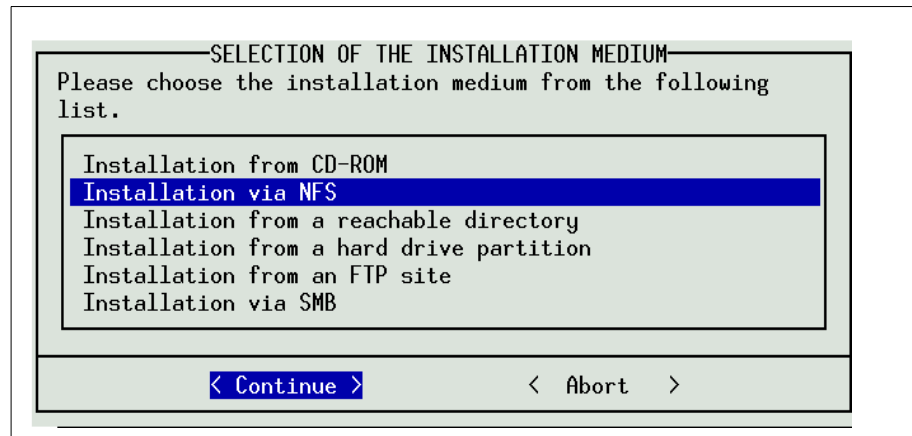 SELECTION OF THE INSTALLATION MEDIUM
Please choose the installation medium from the following
list.
Installation from CD-ROM
Installation via NFS
Installation from a reachable directory
Installation from a hard drive partition
Installation from an FTP site
Installation via SMB
< Continue > < Abort >